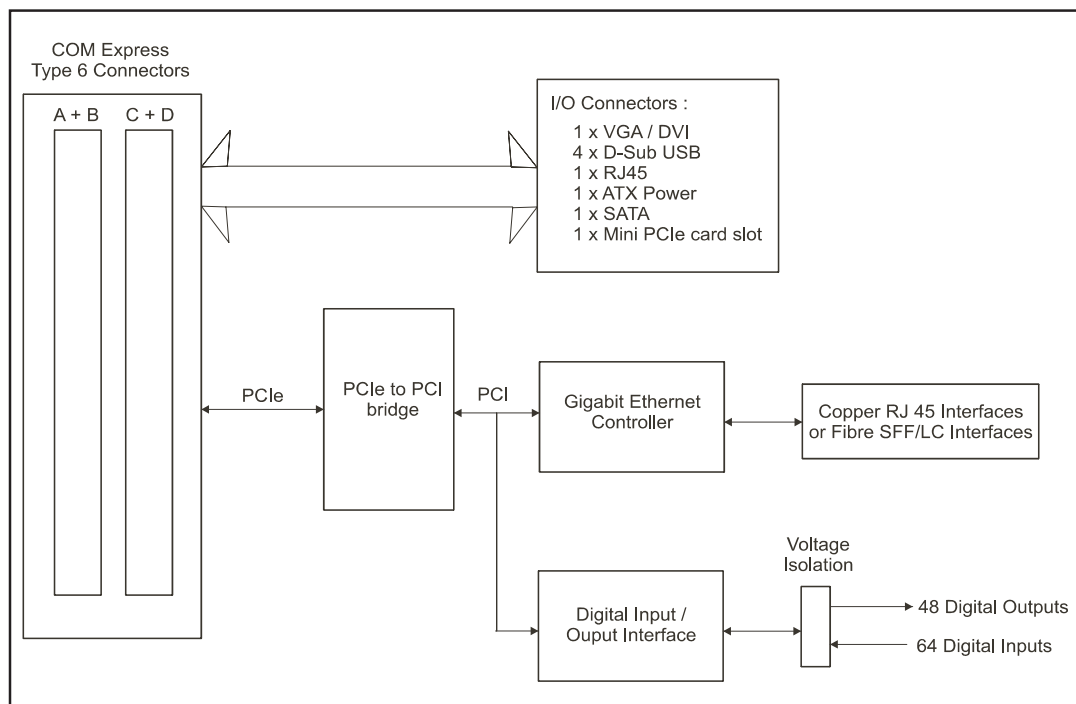 COM Express
Type 6 Connectors
A + B
C + D
I/O Connectors :
1 x VGA / DVI
4 x D-Sub USB
1 x RJ45
1 x ATX Power
1 x SATA
1 x Mini PCIe card slot
PCIe
PCIe to PCI
bridge
PCI
Gigabit Ethernet
Controller
Copper RJ 45 Interfaces
or Fibre SFF/LC Interfaces
Voltage
Isolation
Digital Input /
Ouput Interface
48 Digital Outputs
64 Digital Inputs